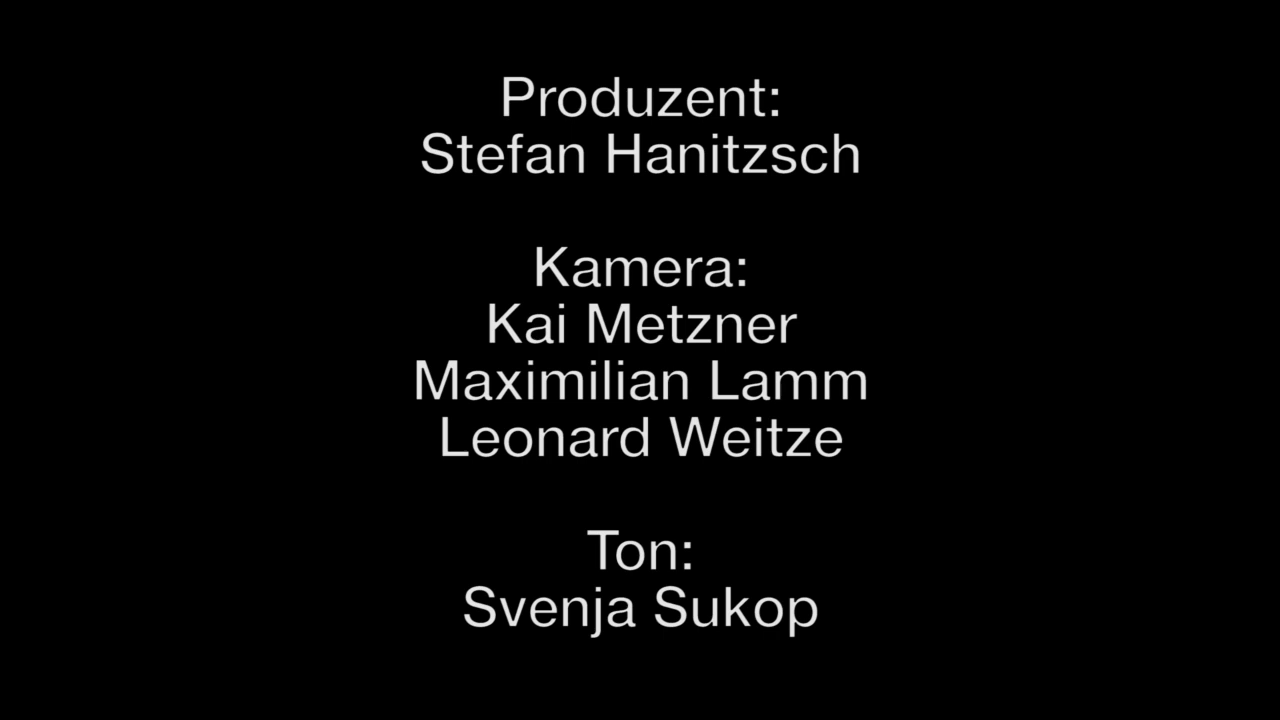 Produzent:
Stefan Hanitzsch
Kamera:
Kai Metzner
Maximilian Lamm
Leonard Weitze
Ton:
Svenja Sukop